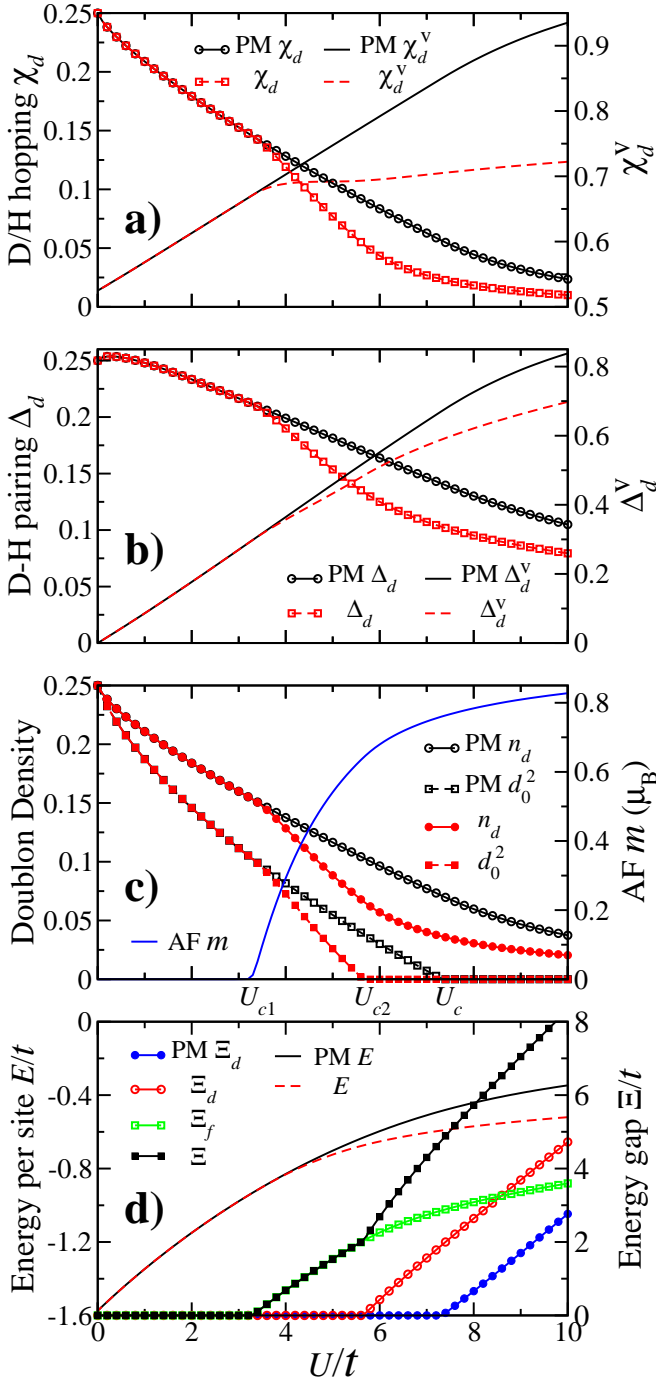 0.25
0.2
0.15
0.1
0.05
0
D/H hopping χ_d
PM χ_d
PM χ_d^v
χ_d
χ_d^v
a)
0.9
0.8
0.7
0.6
0.5
χ_d^v
0.25
0.2
0.15
0.1
0.05
0
D-H pairing Δ_d
b)
PM Δ_d
PM Δ_d^v
Δ_d
Δ_d^v
0.8
0.6
0.4
0.2
0
Δ_d^v
0.25
0.2
0.15
0.1
0.05
0
Doublon Density
c)
AF m
PM n_d
PM d_0^2
n_d
d_0^2
0.8
0.6
0.4
0.2
0
AF m (μ_B)
U_c1
U_c2
U_c
0
-0.4
-0.8
-1.2
-1.6
Energy per site E/t
PM Ξ_d
PM E
Ξ_d
E
Ξ_f
Ξ
d)
8
6
4
2
0
Energy gap Ξ/t
0
2
4
6
8
10
U/t